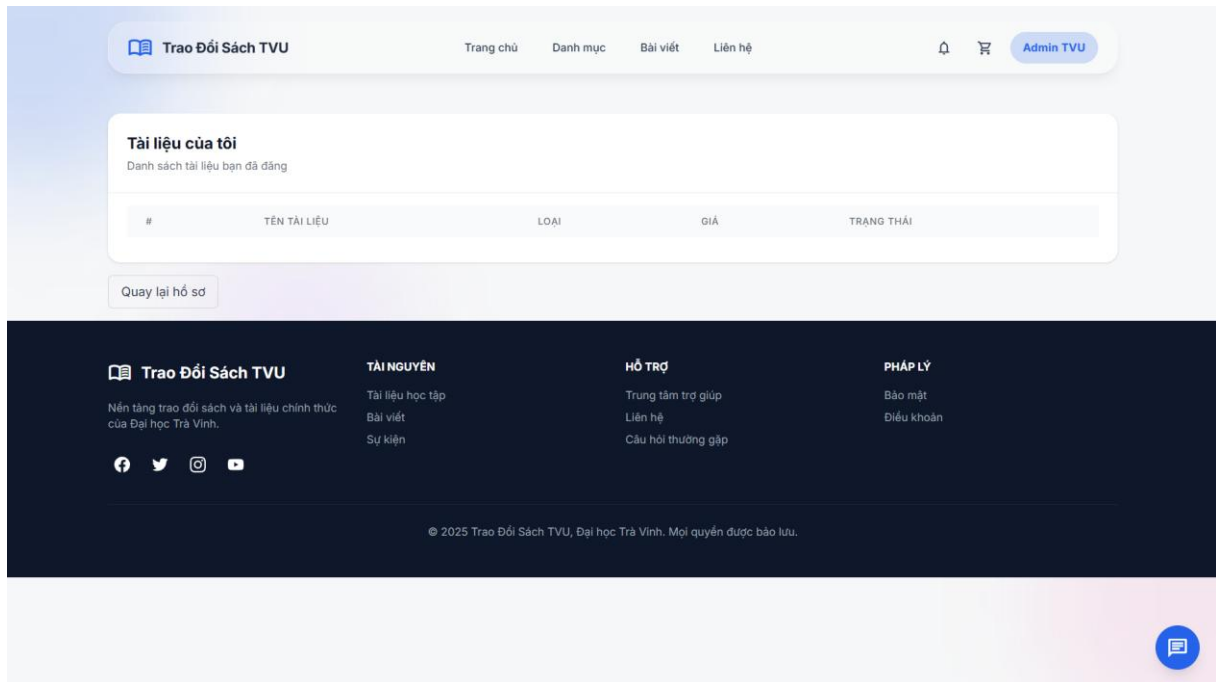 Trao Đổi Sách TVU
Trang chủ
Danh mục
Bài viết
Liên hệ
Admin TVU
Tài liệu của tôi
Danh sách tài liệu bạn đã đăng
#
TÊN TÀI LIỆU
LOẠI
GIÁ
TRẠNG THÁI
Quay lại hồ sơ
Trao Đổi Sách TVU
Nền tảng trao đổi sách và tài liệu chính thức
của Đại học Trà Vinh.
TÀI NGUYÊN
Tài liệu học tập
Bài viết
Sự kiện
HỖ TRỢ
Trung tâm trợ giúp
Liên hệ
Câu hỏi thường gặp
PHÁP LÝ
Bảo mật
Điều khoản
© 2025 Trao Đổi Sách TVU, Đại học Trà Vinh. Mọi quyền được bảo lưu.